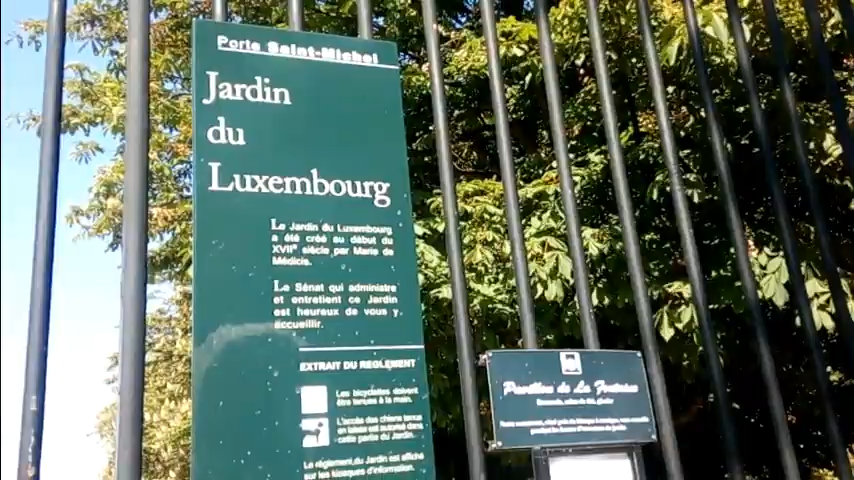 Porte Saint-Michel
Jardin
du
Luxembourg
Le Jardin du Luxembourg
a été créé au début du
XVIIe siècle par Marie de
Médicis.
Le Sénat qui administre
et entretient ce Jardin
est heureux de vous y
accueillir.
EXTRAIT DU RÈGLEMENT
Les bicyclettes doivent
être tenues à la main.
L'accès des chiens tenus
en laisse est autorisé dans
cette partie du Jardin.
Le règlement du Jardin est affiché
sur les kiosques d'information.
Pavillon de La Fontaine